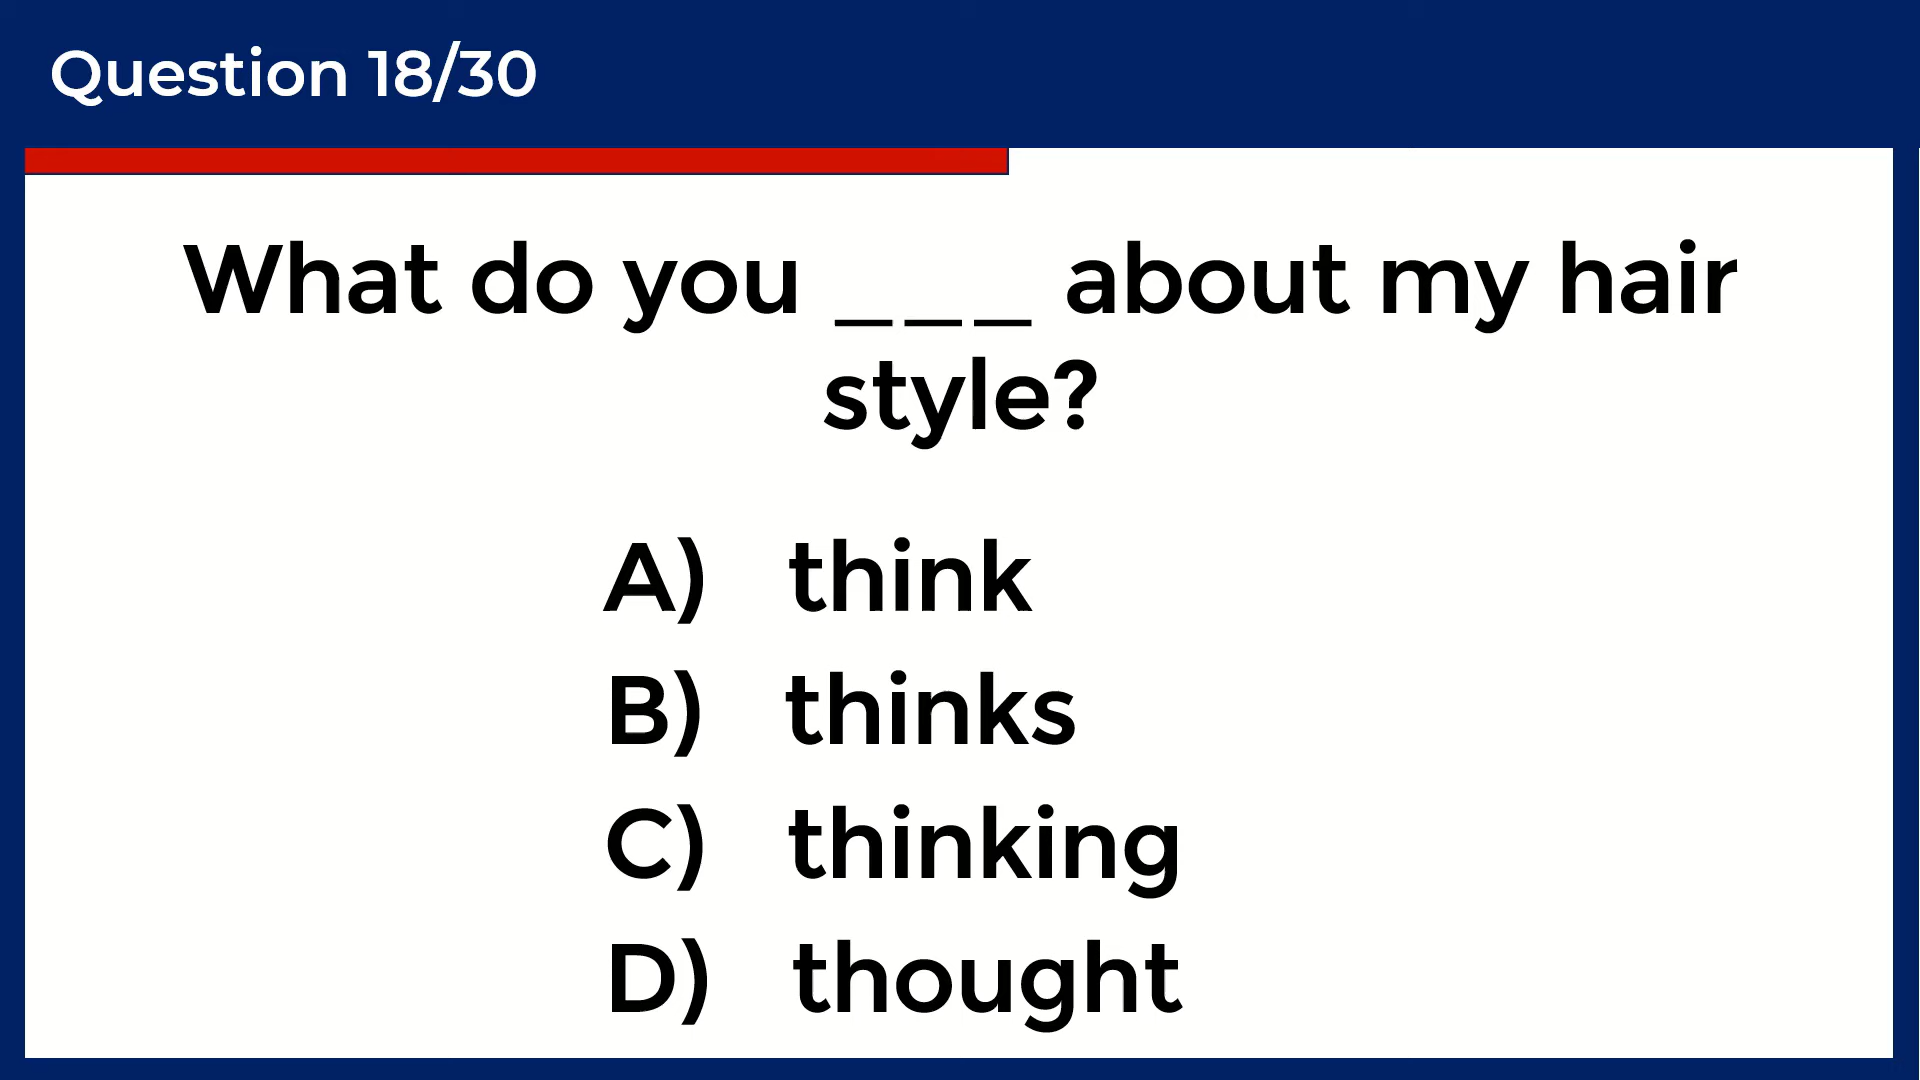 Question 18/30
What do you ___ about my hair
style?
A) think
B) thinks
C) thinking
D) thought